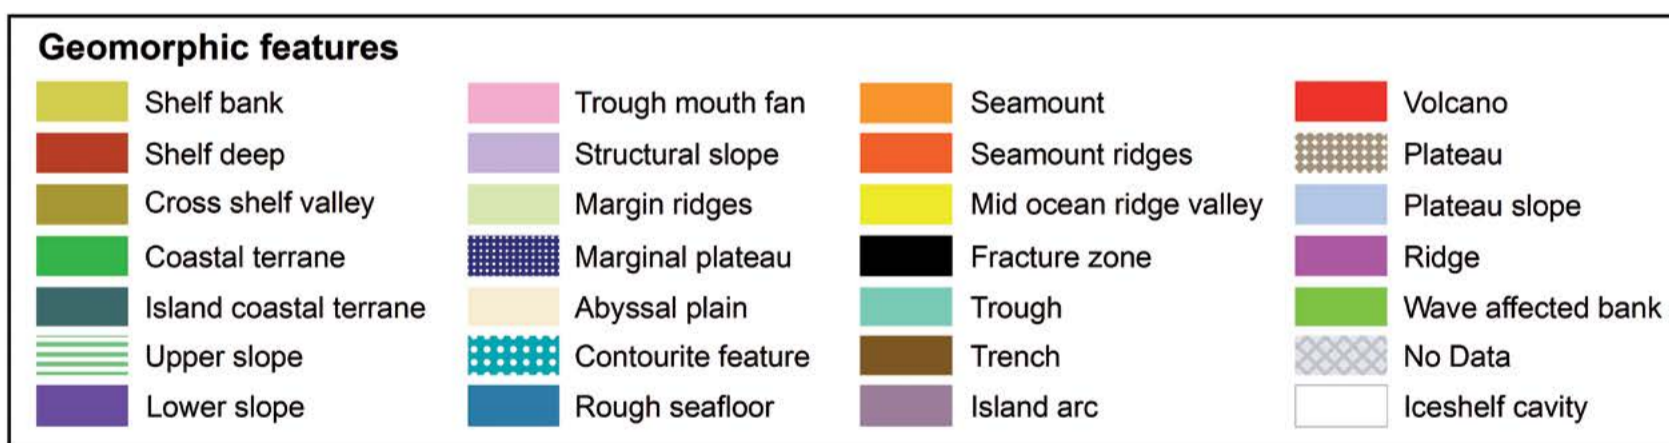 Geomorphic features
Shelf bank
Shelf deep
Cross shelf valley
Coastal terrane
Island coastal terrane
Upper slope
Lower slope
Trough mouth fan
Structural slope
Margin ridges
Marginal plateau
Abyssal plain
Contourite feature
Rough seafloor
Seamount
Seamount ridges
Mid ocean ridge valley
Fracture zone
Trough
Trench
Island arc
Volcano
Plateau
Plateau slope
Ridge
Wave affected bank
No Data
Iceshelf cavity